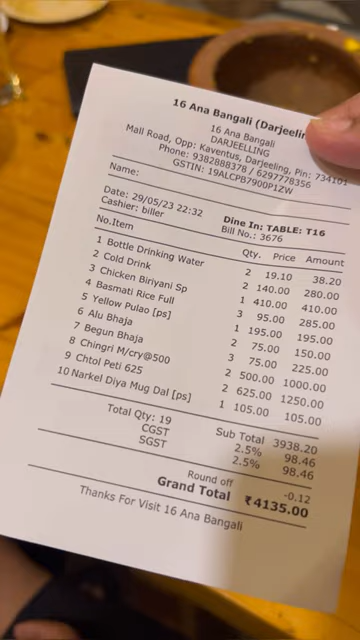 16 Ana Bangali (Darjeelin
16 Ana Bangali
DARJEELLING
Mall Road, Opp: Kaventus, Darjeeling, Pin: 734101
Phone: 9382888378 / 6297778356
GSTIN: 19ALCPB7900P1ZW
Name:
Date: 29/05/23 22:32 Dine In: TABLE: T16
Cashier: biller Bill No.: 3676
No.Item Qty. Price Amount
1 Bottle Drinking Water 2 19.10 38.20
2 Cold Drink 2 140.00 280.00
3 Chicken Biriyani Sp 1 410.00 410.00
4 Basmati Rice Full 3 95.00 285.00
5 Yellow Pulao [ps] 1 195.00 195.00
6 Alu Bhaja 2 75.00 150.00
7 Begun Bhaja 3 75.00 225.00
8 Chingri M/cry@500 2 500.00 1000.00
9 Chtol Peti 625 2 625.00 1250.00
10 Narkel Diya Mug Dal [ps] 1 105.00 105.00
Total Qty: 19 Sub Total 3938.20
CGST 2.5% 98.46
SGST 2.5% 98.46
Round off -0.12
Grand Total ₹4135.00
Thanks For Visit 16 Ana Bangali